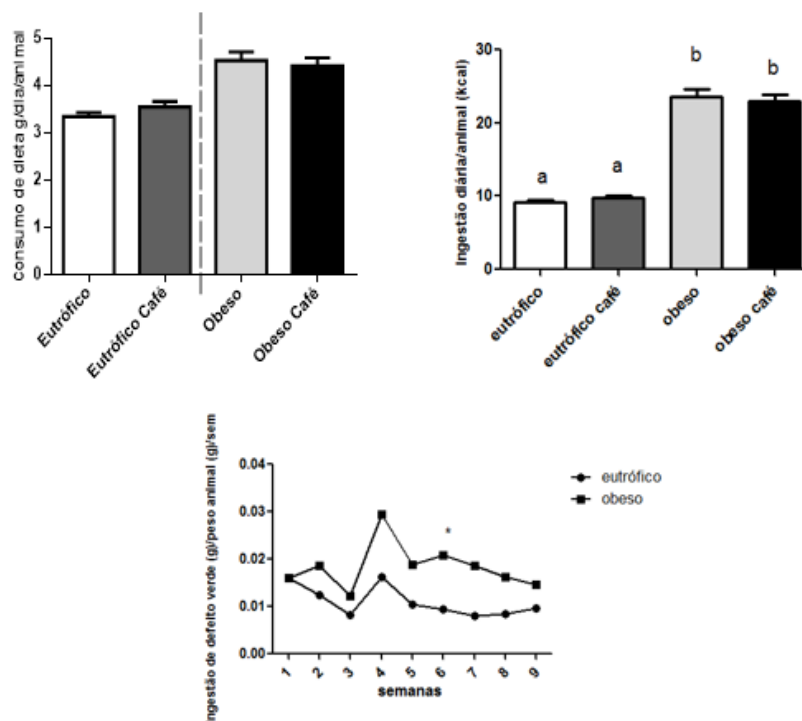 Consumo de dieta g/dia/animal
5
4
3
2
1
0
Eutrófico
Eutrófico Café
Obeso
Obeso Café
Ingestão diária/animal (kcal)
30
20
10
0
a
a
b
b
eutrófico
eutrófico café
obeso
obeso café
ngestão de defeito verde (g)/peso animal (g)/sem
0.04
0.03
0.02
0.01
0.00
*
1 2 3 4 5 6 7 8 9
semanas
eutrófico
obeso